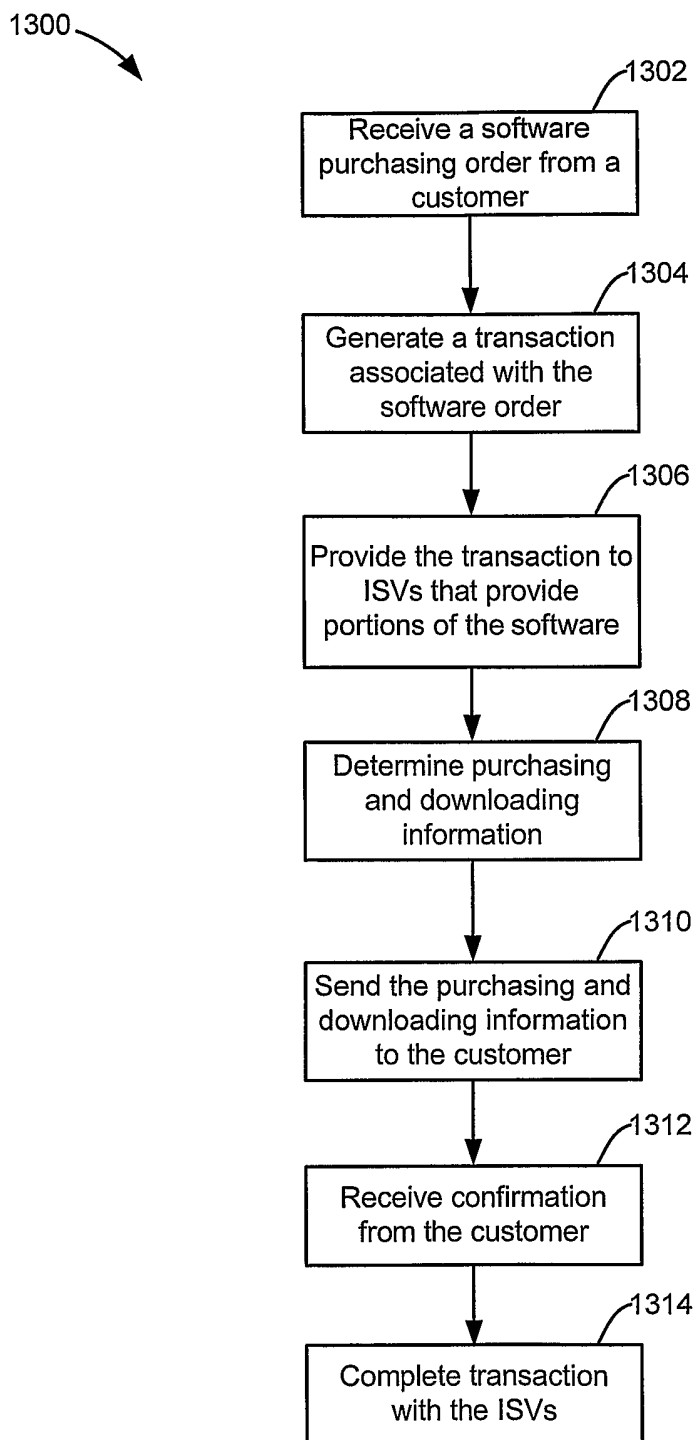 1300
1302
Receive a software
purchasing order from a
customer
1304
Generate a transaction
associated with the
software order
1306
Provide the transaction to
ISVs that provide
portions of the software
1308
Determine purchasing
and downloading
information
1310
Send the purchasing and
downloading information
to the customer
1312
Receive confirmation
from the customer
1314
Complete transaction
with the ISVs